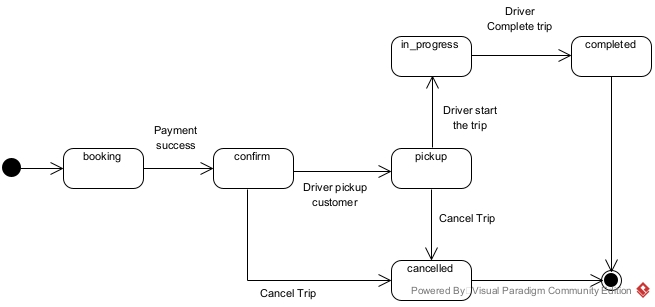 Driver
Complete trip
in_progress
completed
Driver start
the trip
Payment
success
booking
confirm
pickup
Driver pickup
customer
Cancel Trip
cancelled
Cancel Trip
Powered By: Visual Paradigm Community Edition